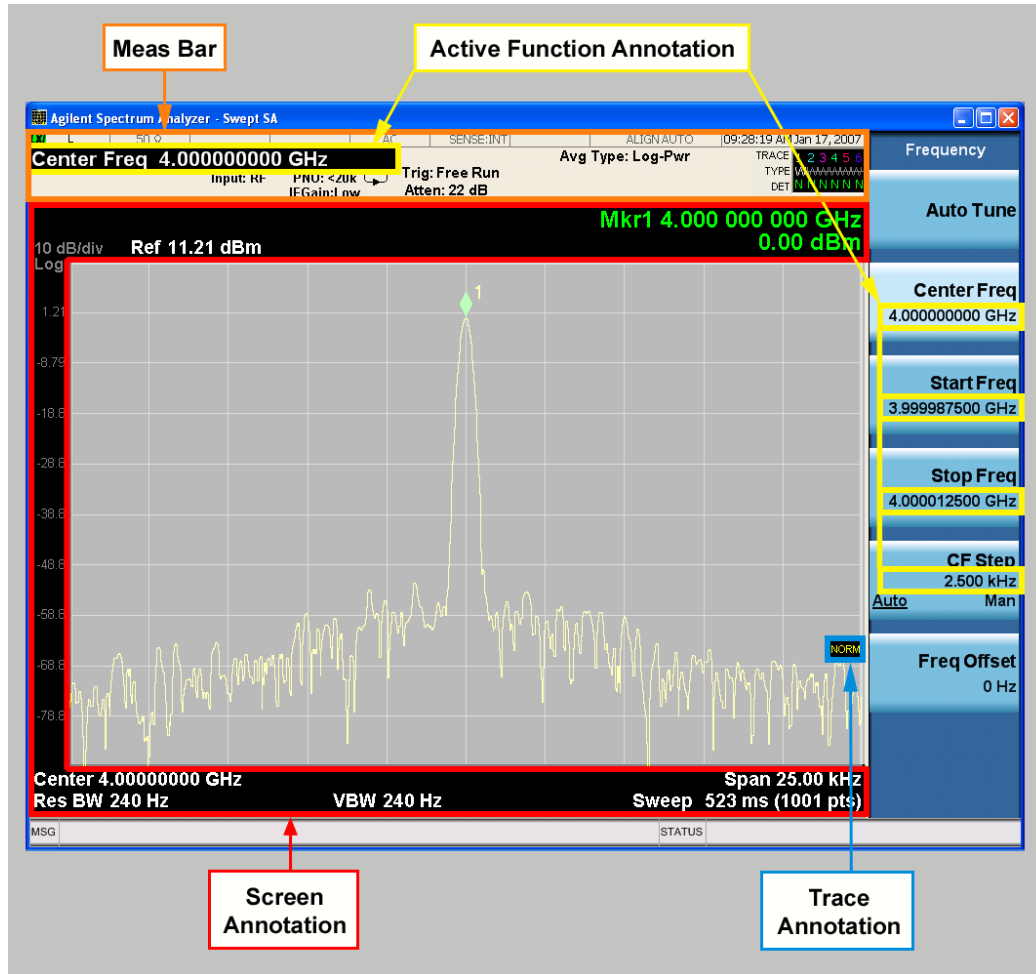 Meas Bar
Active Function Annotation
Agilent Spectrum Analyzer - Swept SA
L 50 Ω AC SENSE:INT ALIGN AUTO 09:28:19 AM Jan 17, 2007
Center Freq 4.000000000 GHz
Input: RF
PNO: <20k
IFGain:Low
Trig: Free Run
Atten: 22 dB
Avg Type: Log-Pwr
TRACE 1 2 3 4 5 6
TYPE
DET N N N N N N
Mkr1 4.000 000 000 GHz
0.00 dBm
10 dB/div
Log
Ref 11.21 dBm
1
1.21
-8.79
-18.8
-28.8
-38.8
-48.8
-58.8
-68.8
-78.8
NORM
Center 4.00000000 GHz
Span 25.00 kHz
Res BW 240 Hz
VBW 240 Hz
Sweep 523 ms (1001 pts)
MSG
STATUS
Frequency
Auto Tune
Center Freq
4.000000000 GHz
Start Freq
3.999987500 GHz
Stop Freq
4.000012500 GHz
CF Step
2.500 kHz
Auto Man
Freq Offset
0 Hz
Screen
Annotation
Trace
Annotation